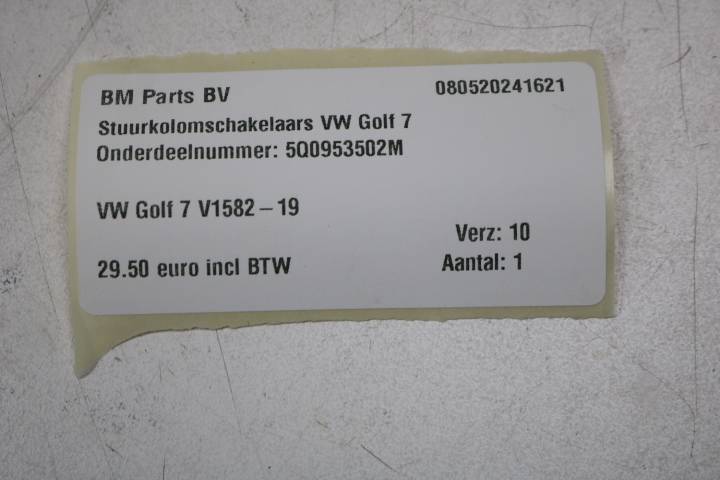 BM Parts BV 080520241621
Stuurkolomschakelaars VW Golf 7
Onderdeelnummer: 5Q0953502M
VW Golf 7 V1582 – 19
Verz: 10
29.50 euro incl BTW Aantal: 1